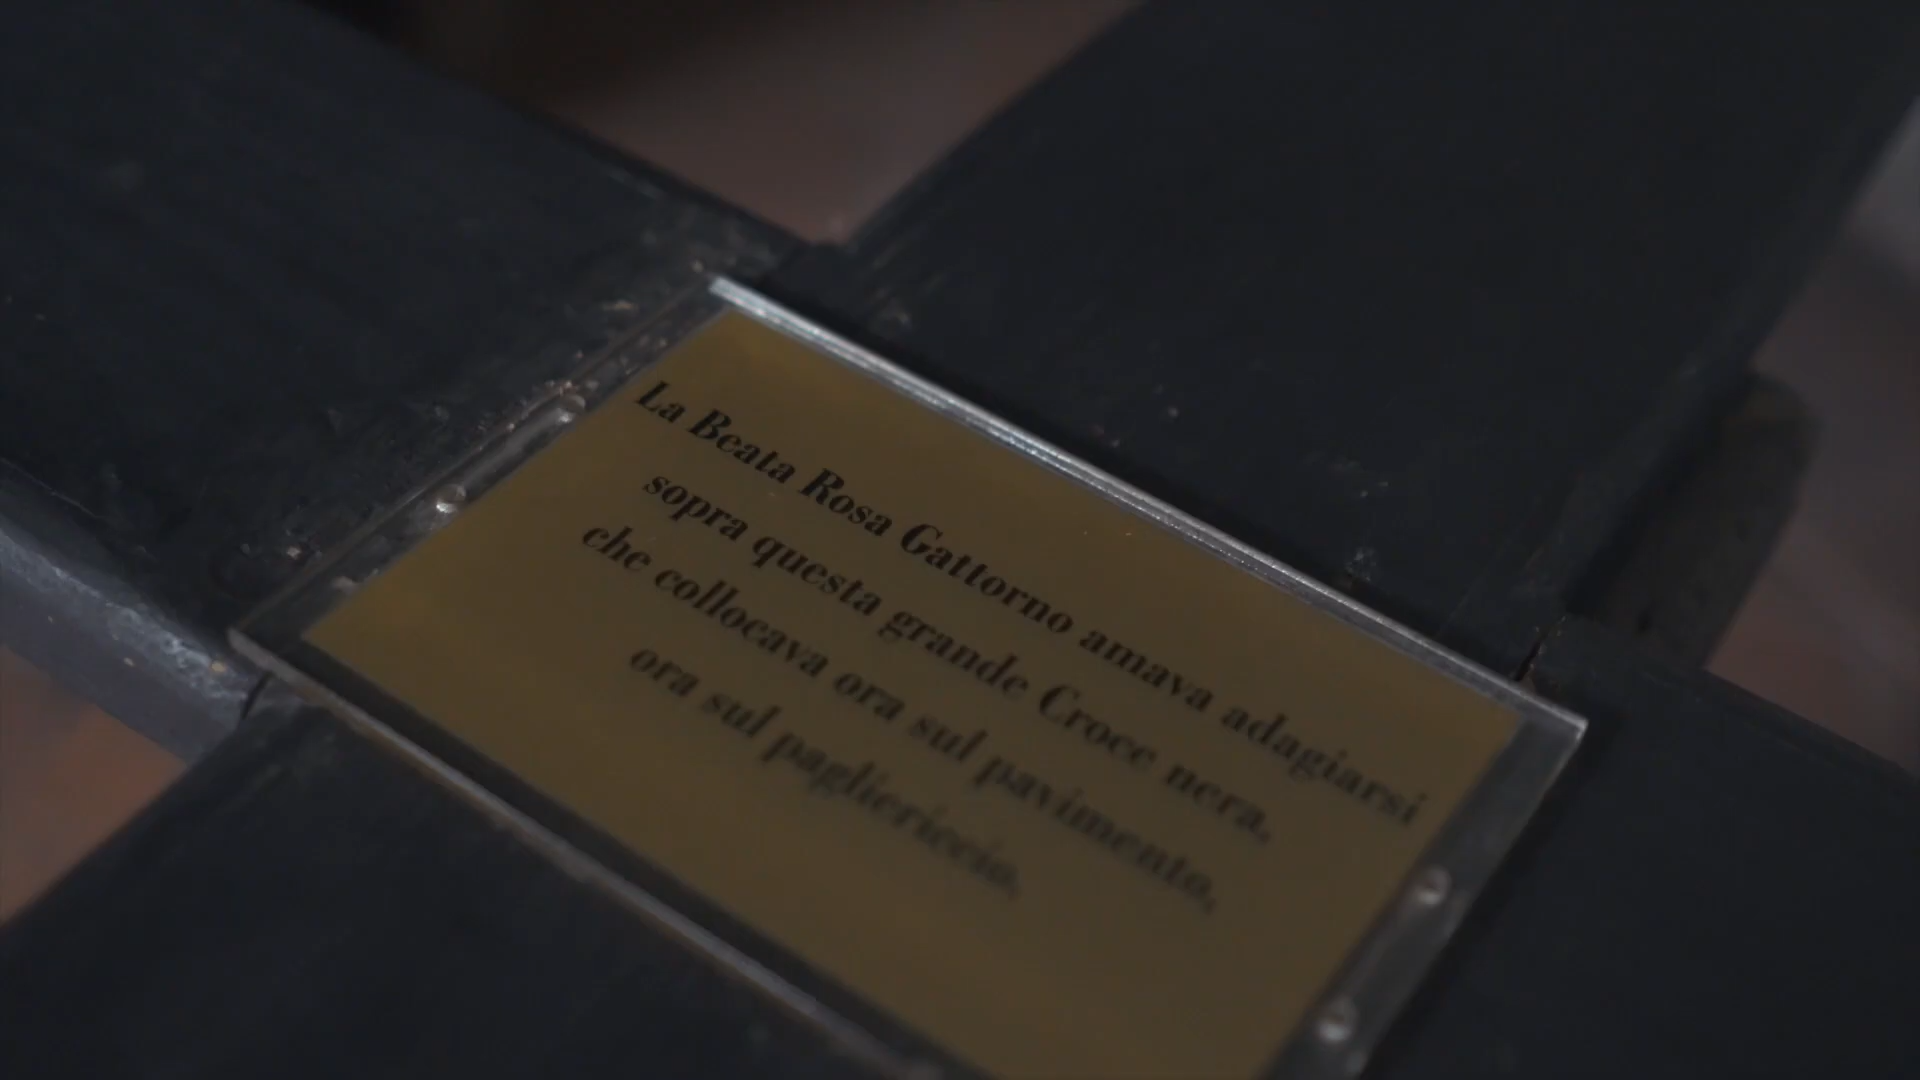 La Beata Rosa Gattorno amava adagiarsi
sopra questa grande Croce nera,
che collocava ora sul pavimento,
ora sul pagliericcio.